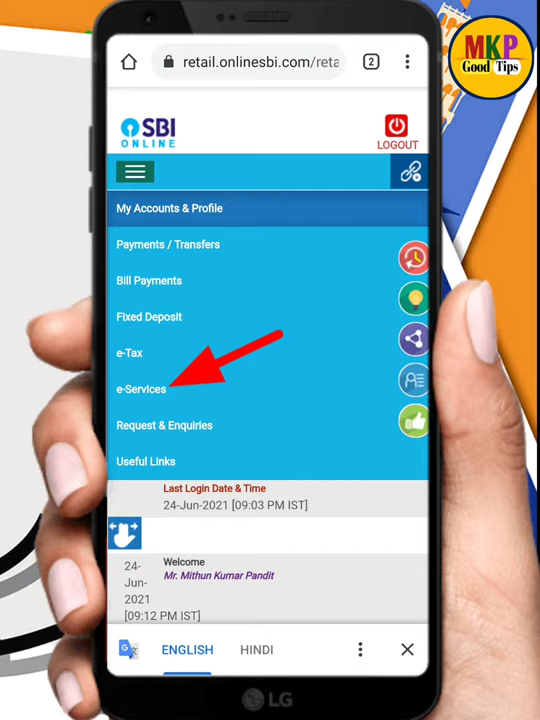 MKP
Good Tips
retail.onlinesbi.com/reta
2
SBI
ONLINE
LOGOUT
My Accounts & Profile
Payments / Transfers
Bill Payments
Fixed Deposit
e-Tax
e-Services
Request & Enquiries
Useful Links
Last Login Date & Time
24-Jun-2021 [09:03 PM IST]
Welcome
24-
Mr. Mithun Kumar Pandit
Jun-
2021
[09:12 PM IST]
G
ENGLISH
HINDI
LG